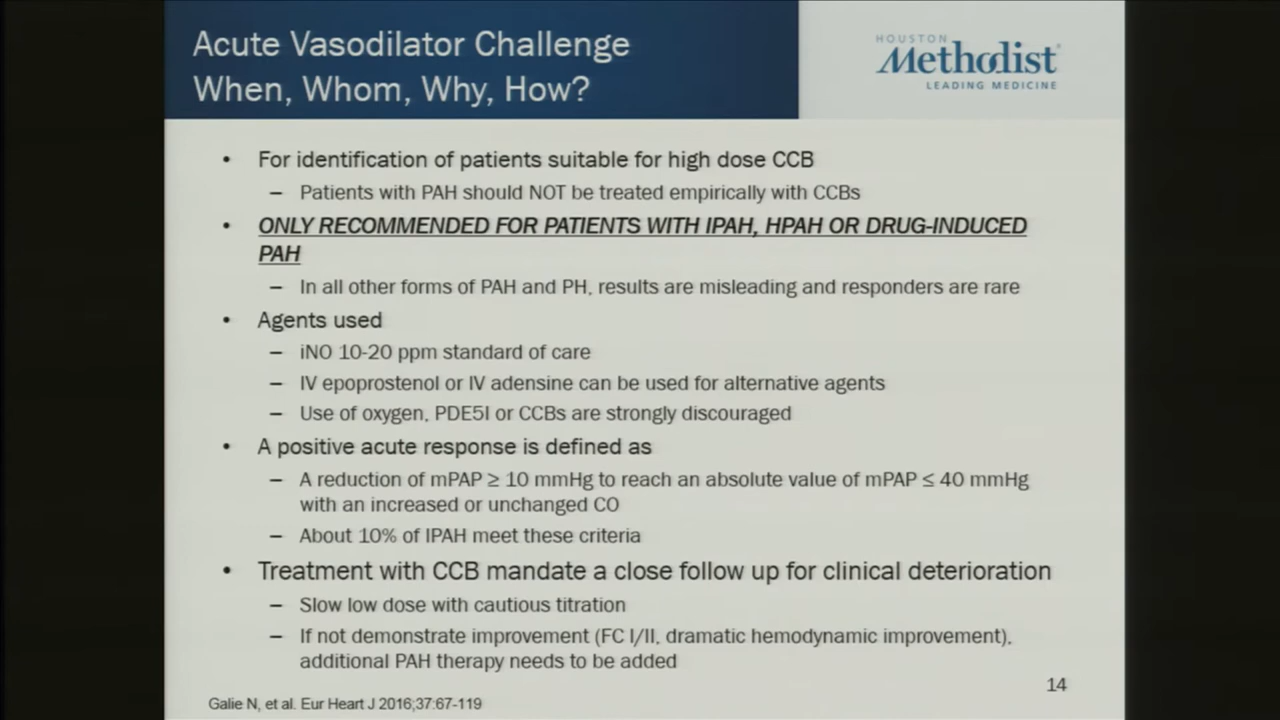 Acute Vasodilator Challenge
When, Whom, Why, How?
HOUSTON
Methodist
LEADING MEDICINE
• For identification of patients suitable for high dose CCB
– Patients with PAH should NOT be treated empirically with CCBs
• ONLY RECOMMENDED FOR PATIENTS WITH IPAH, HPAH OR DRUG-INDUCED
PAH
– In all other forms of PAH and PH, results are misleading and responders are rare
• Agents used
– iNO 10-20 ppm standard of care
– IV epoprostenol or IV adensine can be used for alternative agents
– Use of oxygen, PDE5I or CCBs are strongly discouraged
• A positive acute response is defined as
– A reduction of mPAP ≥ 10 mmHg to reach an absolute value of mPAP ≤ 40 mmHg
with an increased or unchanged CO
– About 10% of IPAH meet these criteria
• Treatment with CCB mandate a close follow up for clinical deterioration
– Slow low dose with cautious titration
– If not demonstrate improvement (FC I/II, dramatic hemodynamic improvement),
additional PAH therapy needs to be added
14
Galie N, et al. Eur Heart J 2016;37:67-119